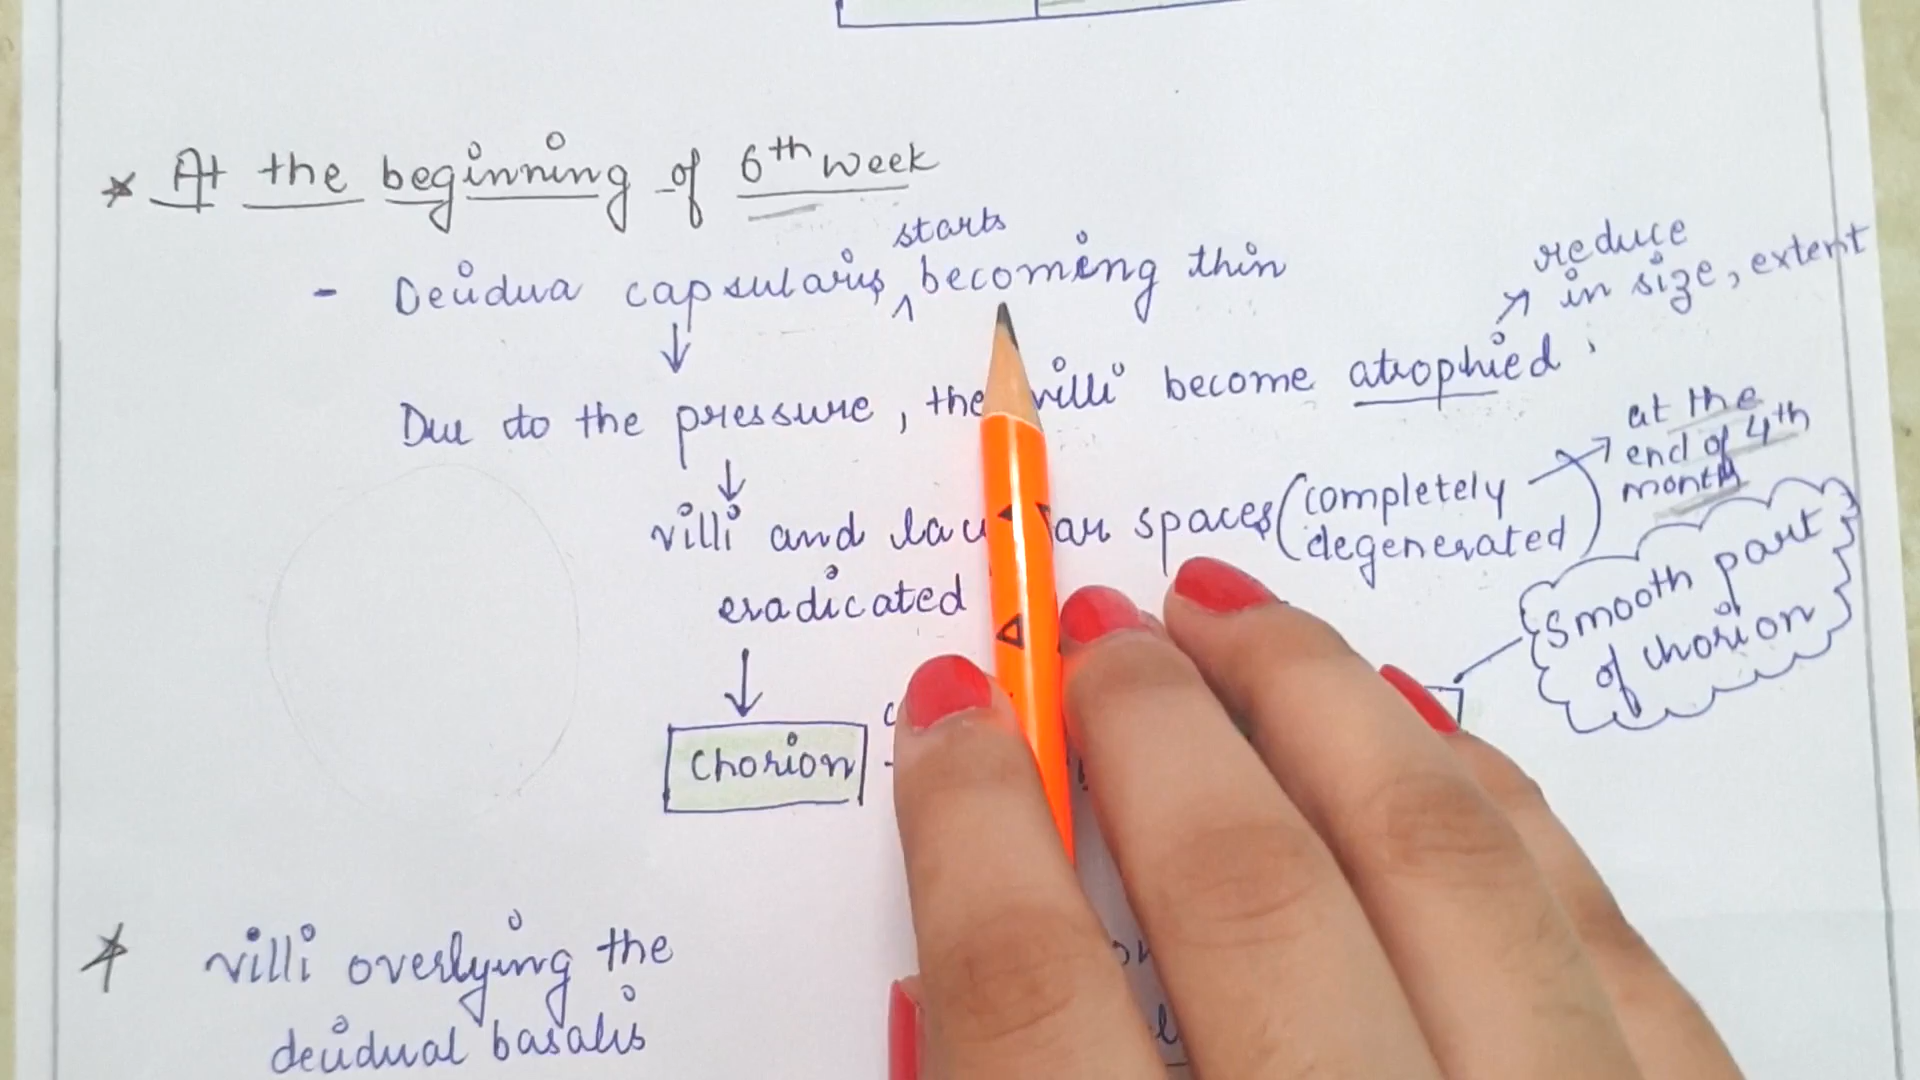 * At the beginning of 6th week
starts
- Decidua capsularis ^ becoming thin
reduce
in size, extent
Due to the pressure, the villi become atrophied.
at the
end of 4th
month
villi and spaces (completely
degenerated)
eradicated
Smooth part
of chorion
Chorion
* villi overlying the
decidual basalis